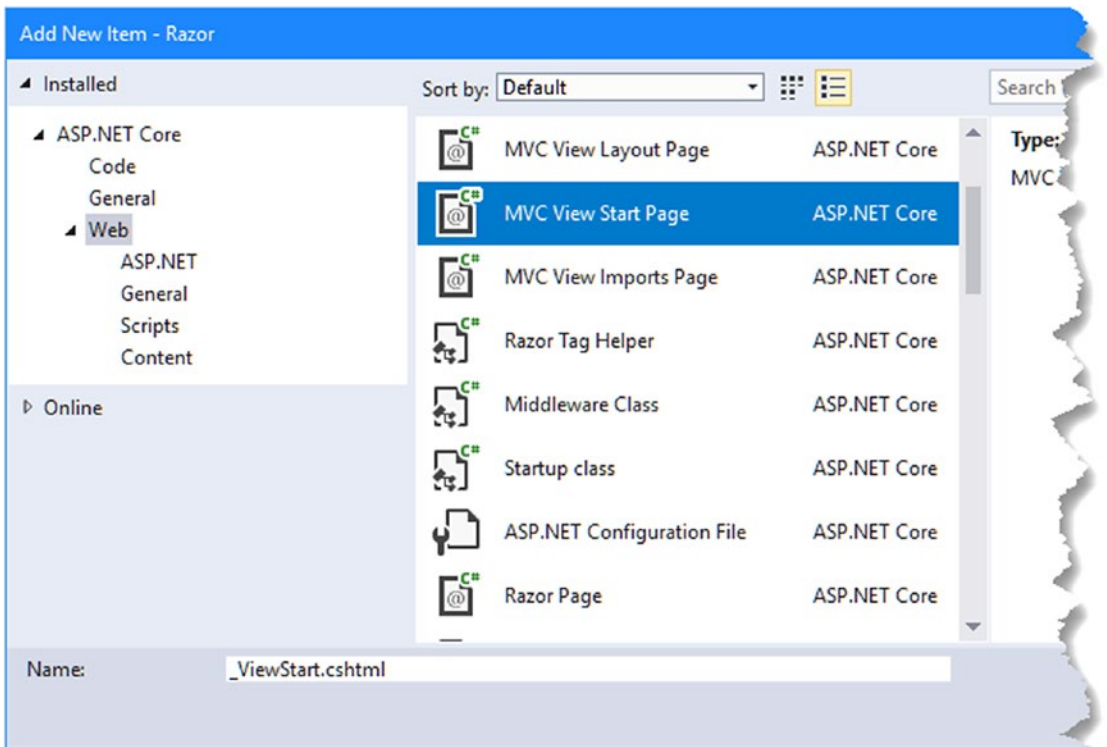 Add New Item - Razor
Installed
ASP.NET Core
Code
General
Web
ASP.NET
General
Scripts
Content
Online
Sort by: Default
Search
C# @ MVC View Layout Page ASP.NET Core
C# @ MVC View Start Page ASP.NET Core
C# @ MVC View Imports Page ASP.NET Core
C# Razor Tag Helper ASP.NET Core
C# Middleware Class ASP.NET Core
C# Startup class ASP.NET Core
ASP.NET Configuration File ASP.NET Core
C# @ Razor Page ASP.NET Core
Type:
MVC
Name: _ViewStart.cshtml